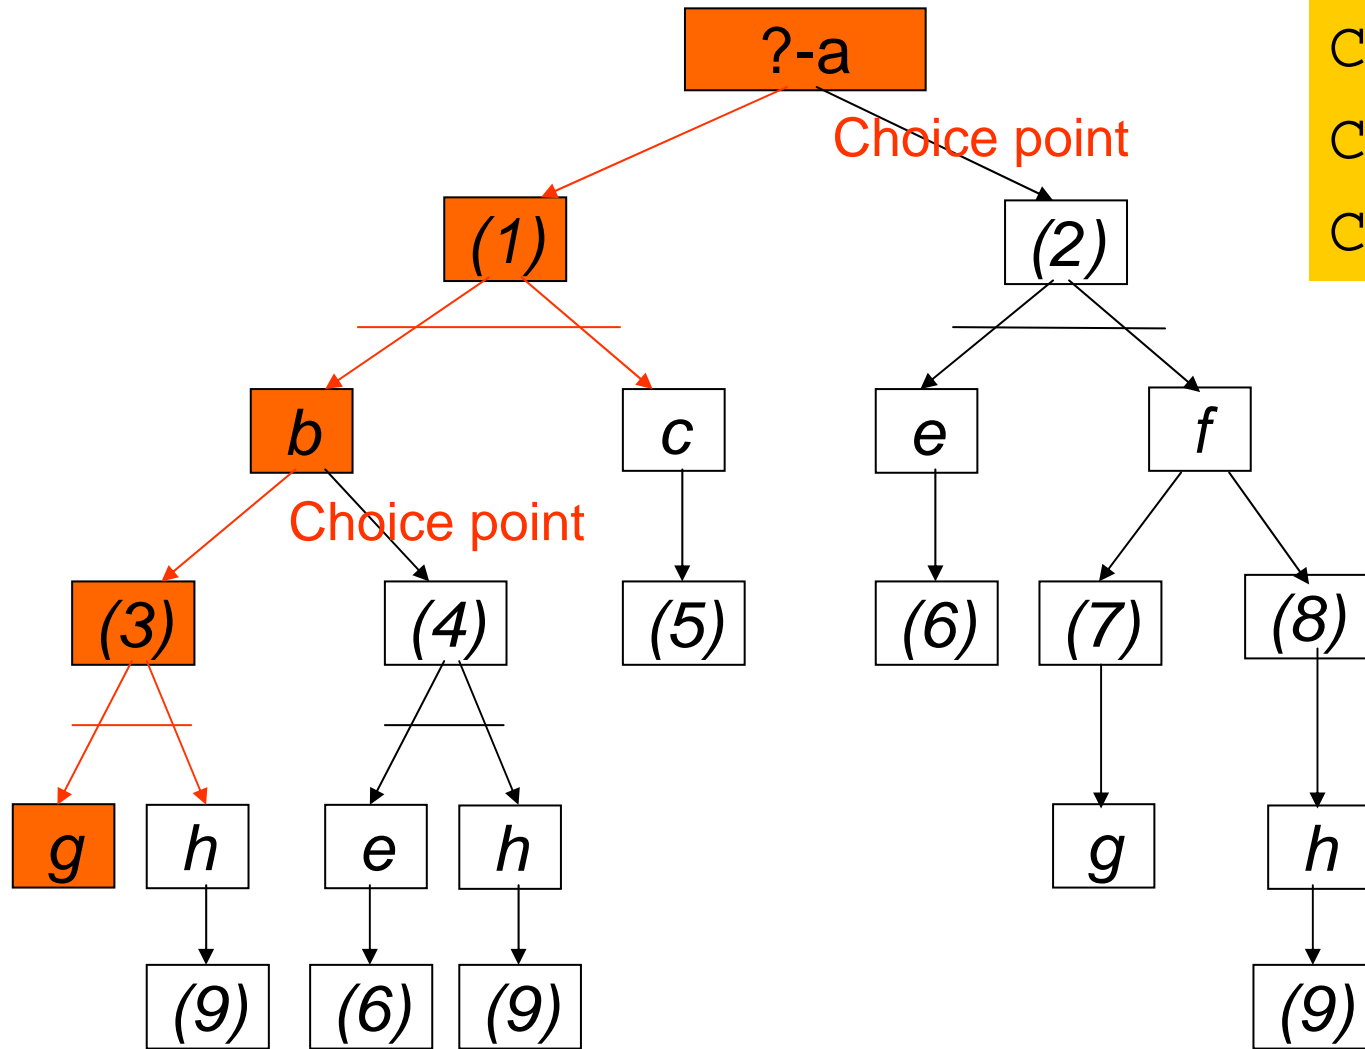 ?-a
C
Choice point
C
(1)
(2)
C
b
c
e
f
Choice point
(3)
(4)
(5)
(6)
(7)
(8)
g
h
e
h
g
h
(9)
(6)
(9)
(9)